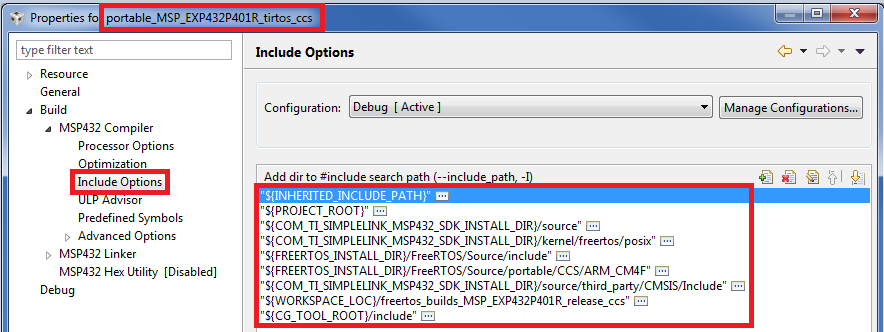 Properties for portable_MSP_EXP432P401R_tirtos_ccs
type filter text
Include Options
Resource
General
Build
MSP432 Compiler
Processor Options
Optimization
Include Options
ULP Advisor
Predefined Symbols
Advanced Options
MSP432 Linker
MSP432 Hex Utility [Disabled]
Debug
Configuration: Debug [ Active ] Manage Configurations...
Add dir to #include search path (--include_path, -I)
"${INHERITED_INCLUDE_PATH}"
"${PROJECT_ROOT}"
"${COM_TI_SIMPLELINK_MSP432_SDK_INSTALL_DIR}/source"
"${COM_TI_SIMPLELINK_MSP432_SDK_INSTALL_DIR}/kernel/freertos/posix"
"${FREERTOS_INSTALL_DIR}/FreeRTOS/Source/include"
"${FREERTOS_INSTALL_DIR}/FreeRTOS/Source/portable/CCS/ARM_CM4F"
"${COM_TI_SIMPLELINK_MSP432_SDK_INSTALL_DIR}/source/third_party/CMSIS/Include"
"${WORKSPACE_LOC}/freertos_builds_MSP_EXP432P401R_release_ccs"
"${CG_TOOL_ROOT}/include"